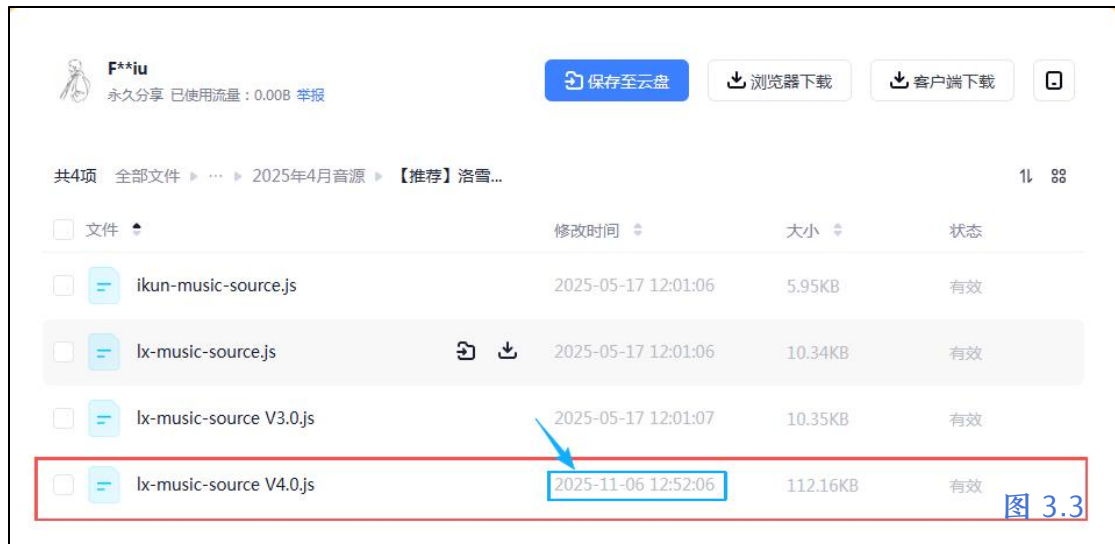 F**iu
永久分享 已使用流量：0.00B 举报
保存至云盘 浏览器下载 客户端下载
共4项 全部文件 ▸ ··· ▸ 2025年4月音源 ▸ 【推荐】洛雪...
文件 修改时间 大小 状态
ikun-music-source.js 2025-05-17 12:01:06 5.95KB 有效
lx-music-source.js 2025-05-17 12:01:06 10.34KB 有效
lx-music-source V3.0.js 2025-05-17 12:01:07 10.35KB 有效
lx-music-source V4.0.js 2025-11-06 12:52:06 112.16KB 有效
图 3.3